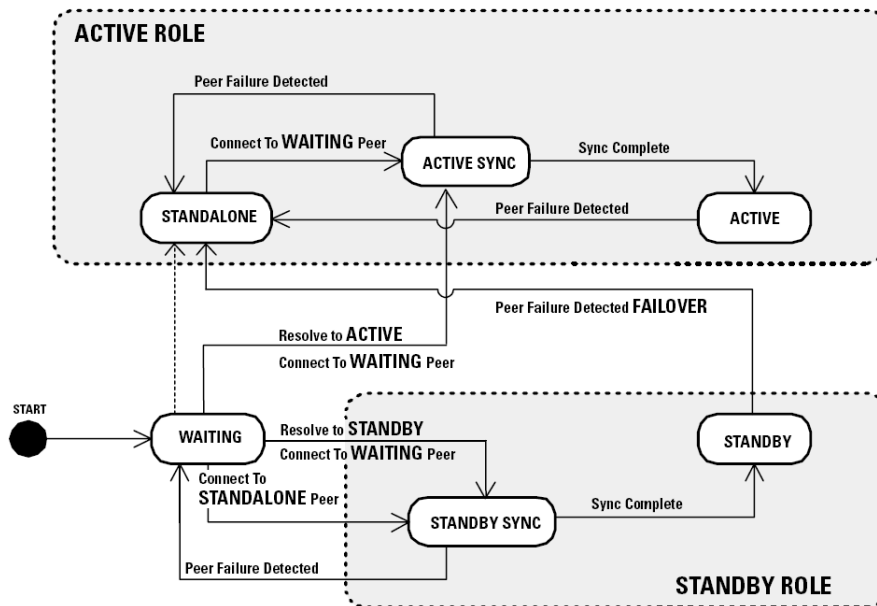 ACTIVE ROLE
Peer Failure Detected
Connect To WAITING Peer
ACTIVE SYNC
Sync Complete
STANDALONE
Peer Failure Detected
ACTIVE
Peer Failure Detected FAILOVER
Resolve to ACTIVE
Connect To WAITING Peer
START
WAITING
Resolve to STANDBY
Connect To WAITING Peer
STANDBY
Connect To
STANDALONE Peer
STANDBY SYNC
Sync Complete
Peer Failure Detected
STANDBY ROLE